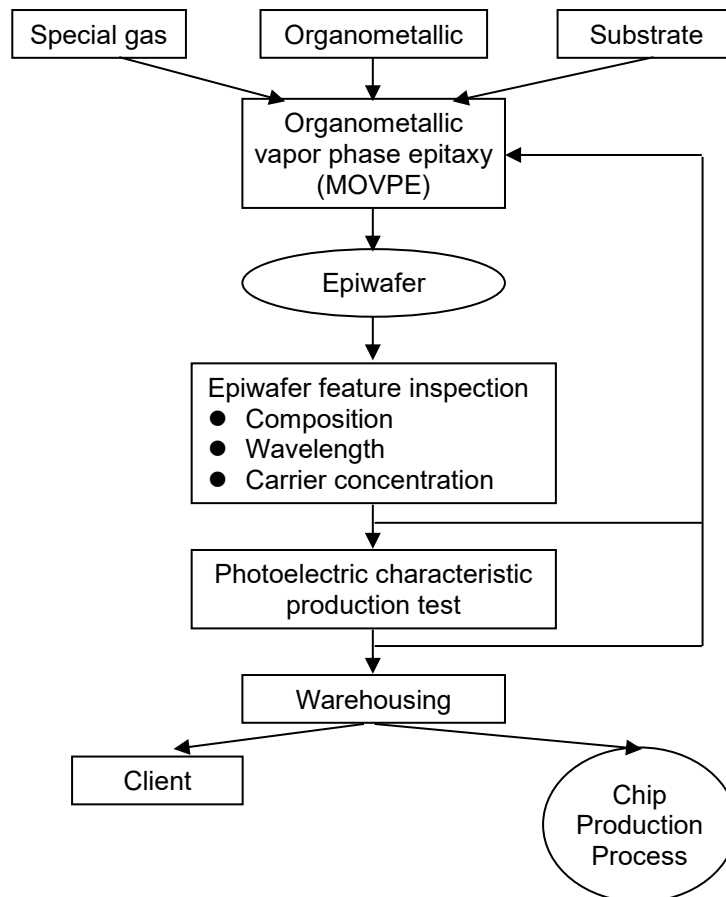 Special gas
Organometallic
Substrate
Organometallic
vapor phase epitaxy
(MOVPE)
Epiwafer
Epiwafer feature inspection
● Composition
● Wavelength
● Carrier concentration
Photoelectric characteristic
production test
Warehousing
Client
Chip
Production
Process